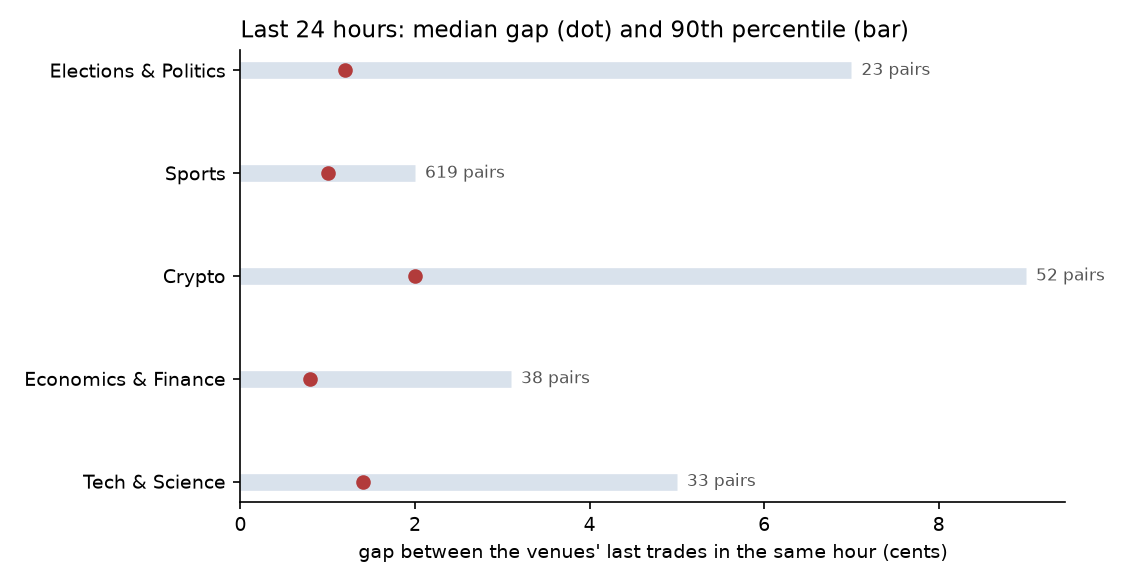 Last 24 hours: median gap (dot) and 90th percentile (bar)
Elections & Politics
23 pairs
Sports
619 pairs
Crypto
52 pairs
Economics & Finance
38 pairs
Tech & Science
33 pairs
0 2 4 6 8
gap between the venues' last trades in the same hour (cents)